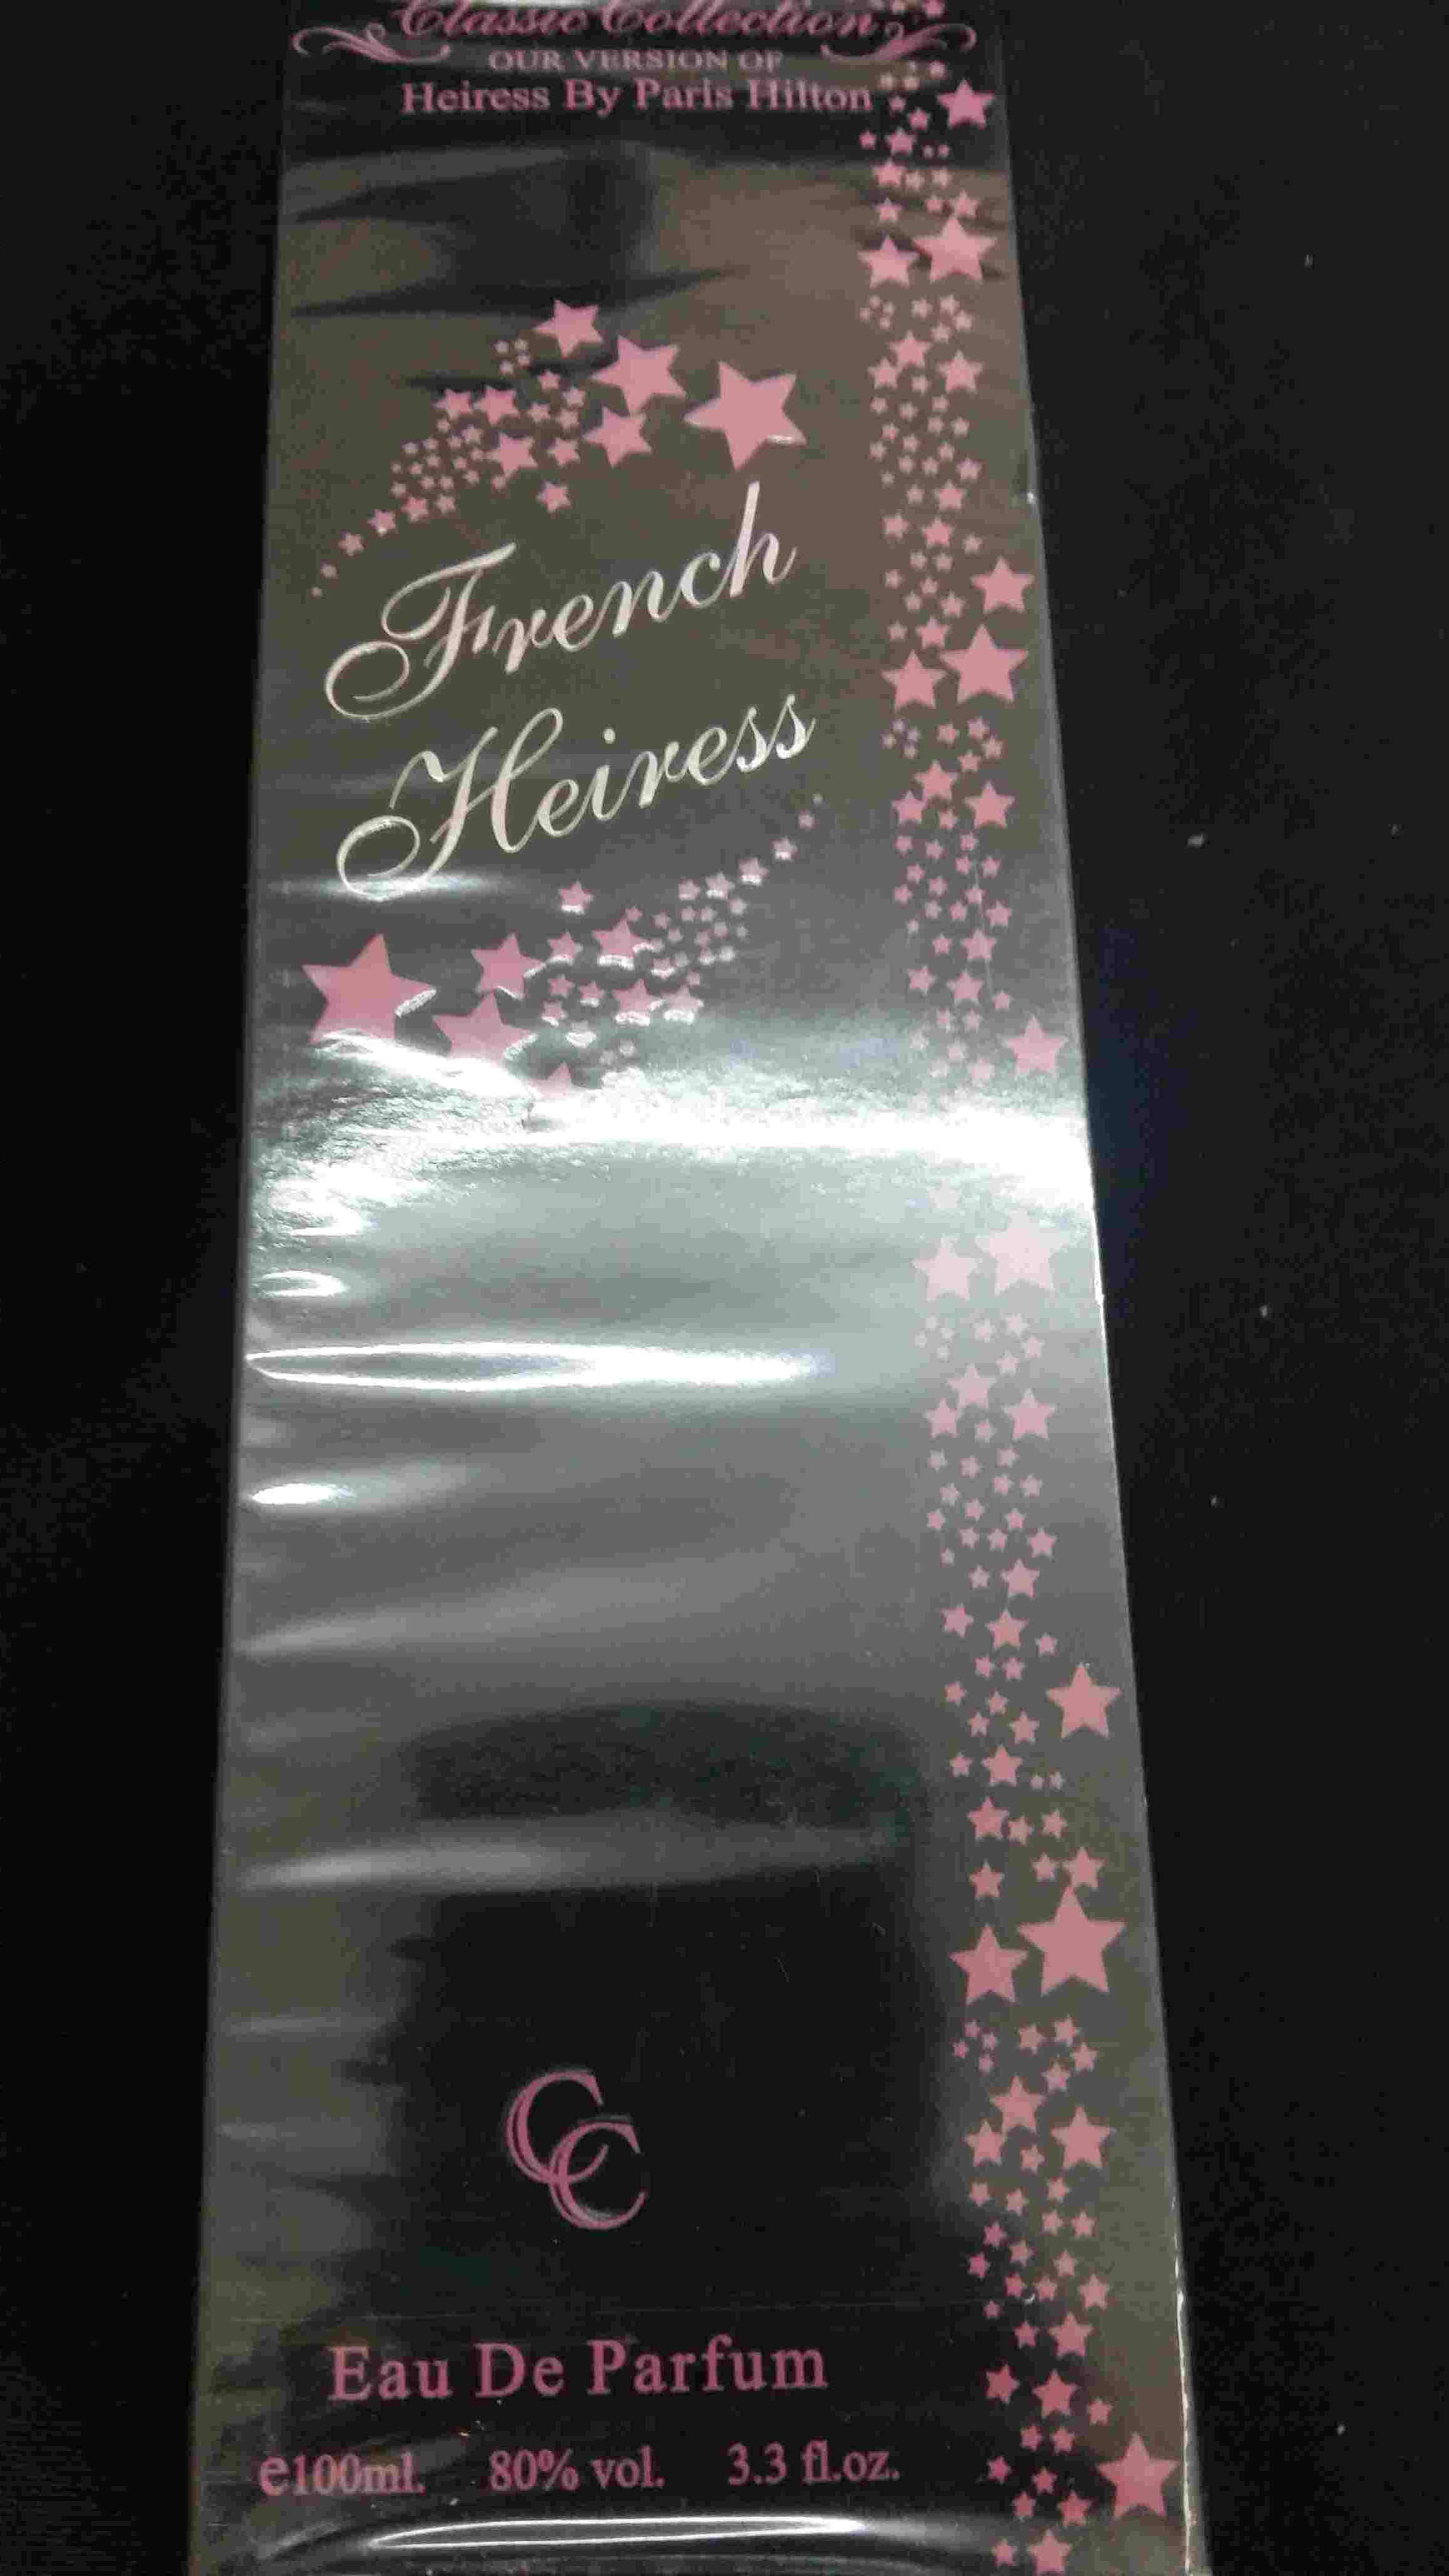 Classic Collection
OUR VERSION OF
Heiress By Paris Hilton
French
Heiress
CC
Eau De Parfum
e100ml. 80% vol. 3.3 fl.oz.